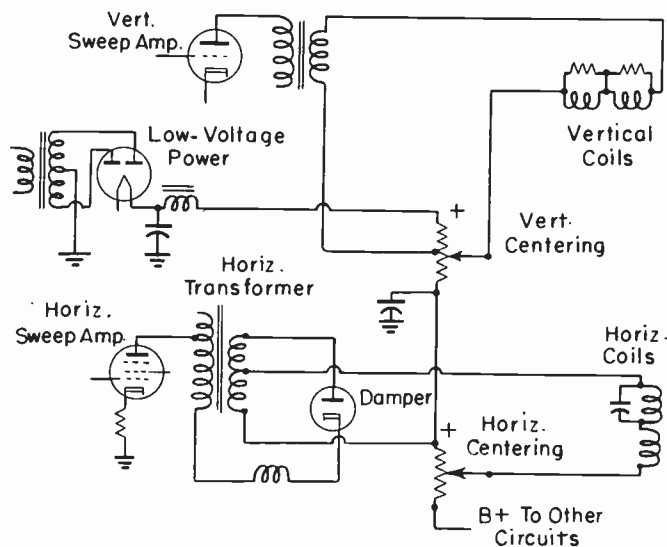 Vert.
Sweep Amp.
Low-Voltage
Power
Vertical
Coils
+
Vert.
Centering
Horiz.
Transformer
Horiz.
Sweep Amp.
Horiz.
Coils
Damper
+
Horiz.
Centering
B+ To Other
Circuits